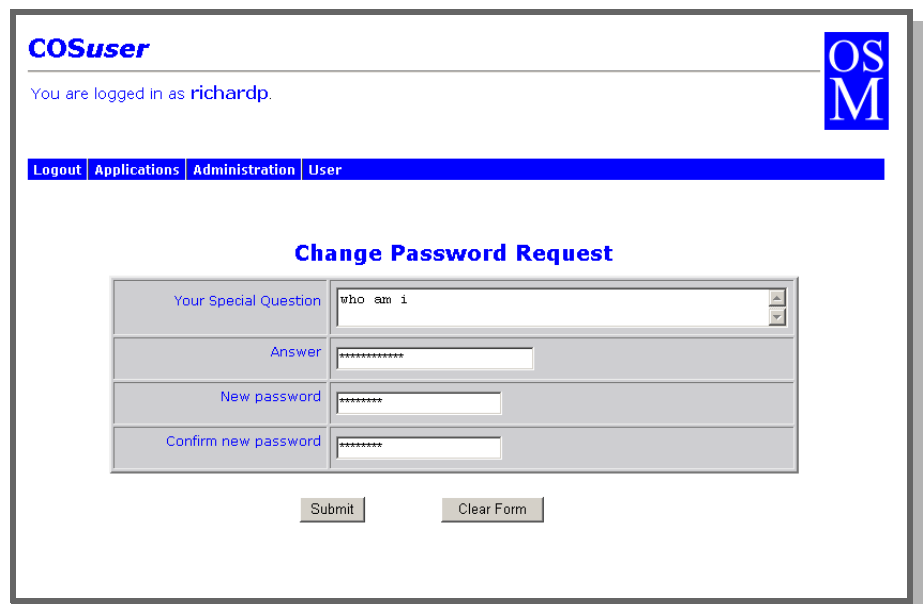 COSuser
OS
M
You are logged in as richardp.
Logout Applications Administration User
Change Password Request
Your Special Question who am i
Answer ************
New password ********
Confirm new password ********
Submit Clear Form